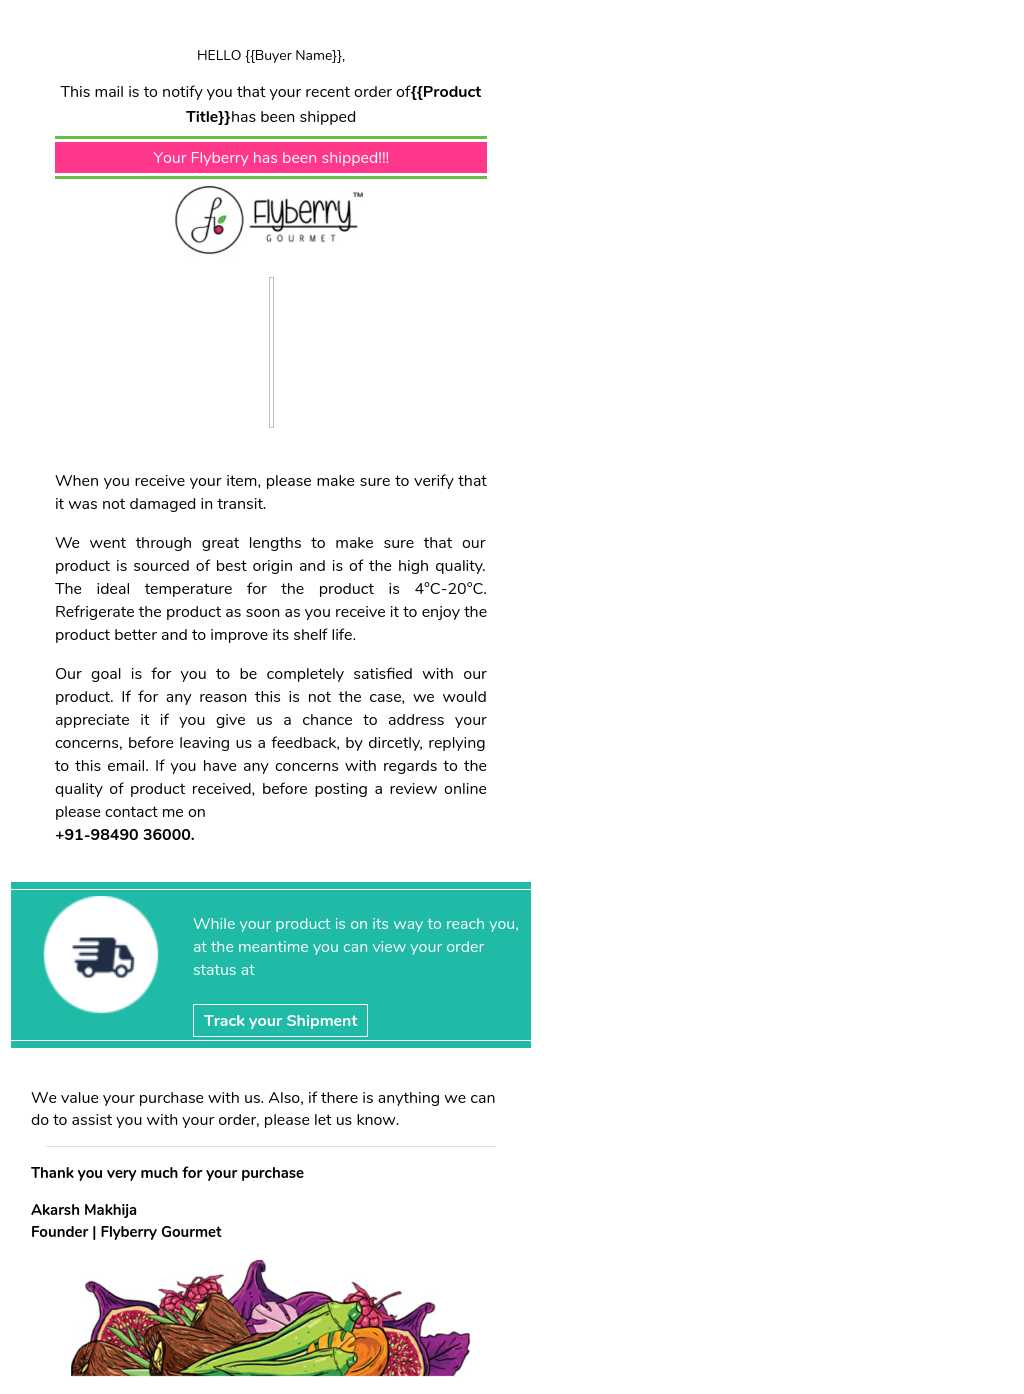 HELLO {{Buyer Name}},
This mail is to notify you that your recent order of{{Product
Title}}has been shipped
Your Flyberry has been shipped!!!
Flyberry™
GOURMET
When you receive your item, please make sure to verify that
it was not damaged in transit.
We went through great lengths to make sure that our
product is sourced of best origin and is of the high quality.
The ideal temperature for the product is 4°C-20°C.
Refrigerate the product as soon as you receive it to enjoy the
product better and to improve its shelf life.
Our goal is for you to be completely satisfied with our
product. If for any reason this is not the case, we would
appreciate it if you give us a chance to address your
concerns, before leaving us a feedback, by dircetly, replying
to this email. If you have any concerns with regards to the
quality of product received, before posting a review online
please contact me on
+91-98490 36000.
While your product is on its way to reach you,
at the meantime you can view your order
status at
Track your Shipment
We value your purchase with us. Also, if there is anything we can
do to assist you with your order, please let us know.
Thank you very much for your purchase
Akarsh Makhija
Founder | Flyberry Gourmet